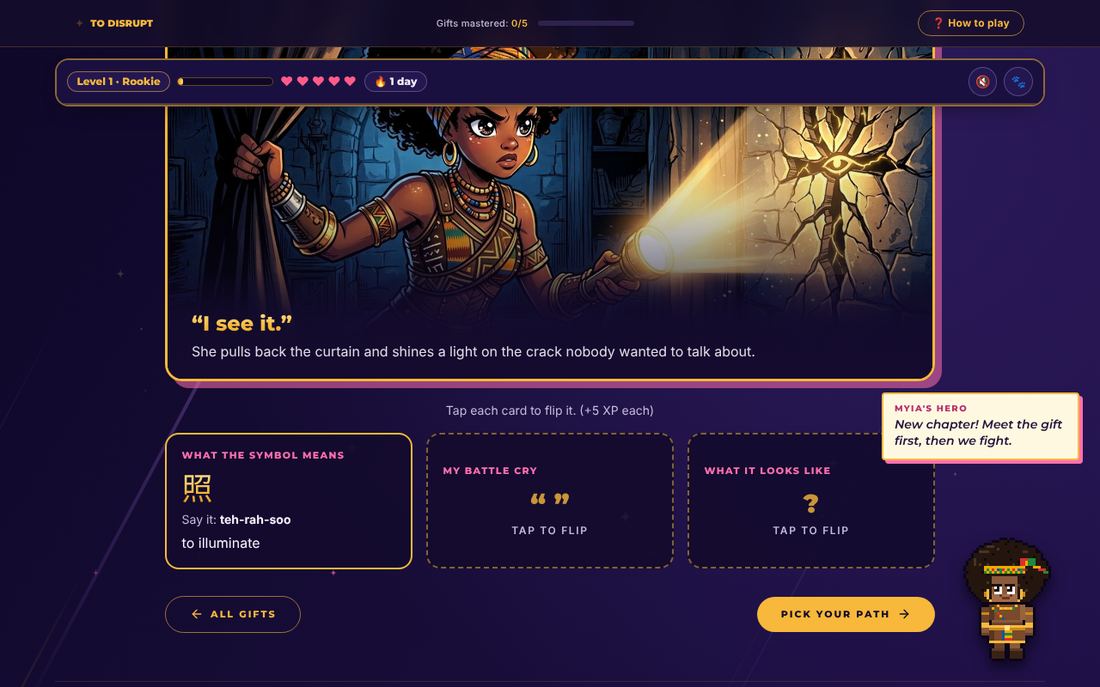 TO DISRUPT
Gifts mastered: 0/5
❓ How to play
Level 1 · Rookie
🔥 1 day
“I see it.”
She pulls back the curtain and shines a light on the crack nobody wanted to talk about.
Tap each card to flip it. (+5 XP each)
MYIA'S HERO
New chapter! Meet the gift
first, then we fight.
WHAT THE SYMBOL MEANS
照
Say it: teh-rah-soo
to illuminate
MY BATTLE CRY
“ ”
TAP TO FLIP
WHAT IT LOOKS LIKE
?
TAP TO FLIP
← ALL GIFTS
PICK YOUR PATH →